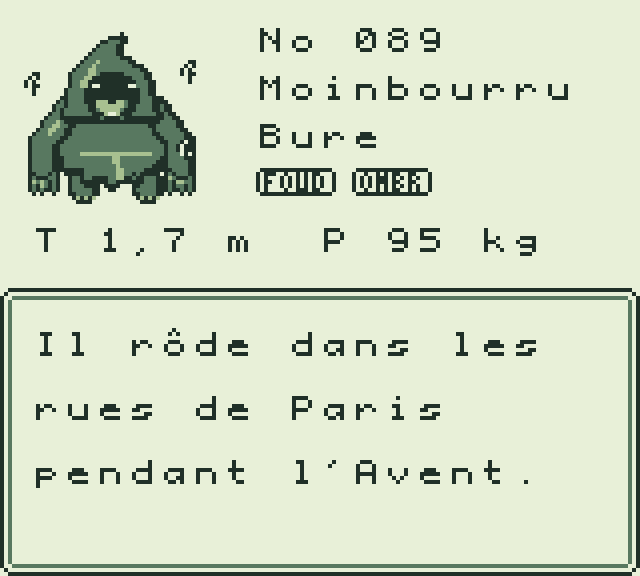 No 089
Moinbourru
Bure
FOUD OMBR
T 1,7 m P 95 kg
Il rôde dans les
rues de Paris
pendant l'Avent.